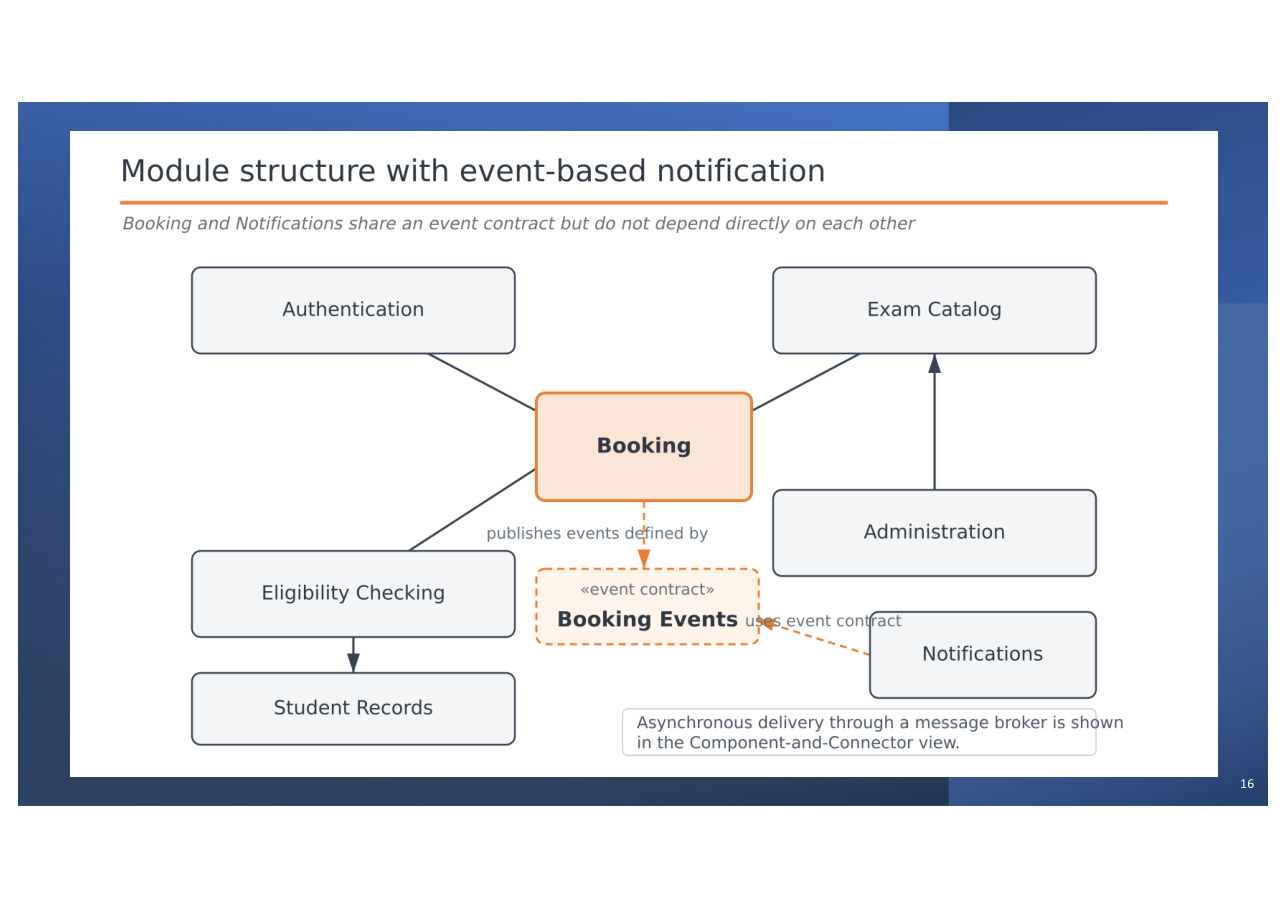 Module structure with event-based notification
Booking and Notifications share an event contract but do not depend directly on each other
Authentication
Exam Catalog
Booking
publishes events defined by
Administration
Eligibility Checking
«event contract»
Booking Events
uses event contract
Notifications
Student Records
Asynchronous delivery through a message broker is shown
in the Component-and-Connector view.
16